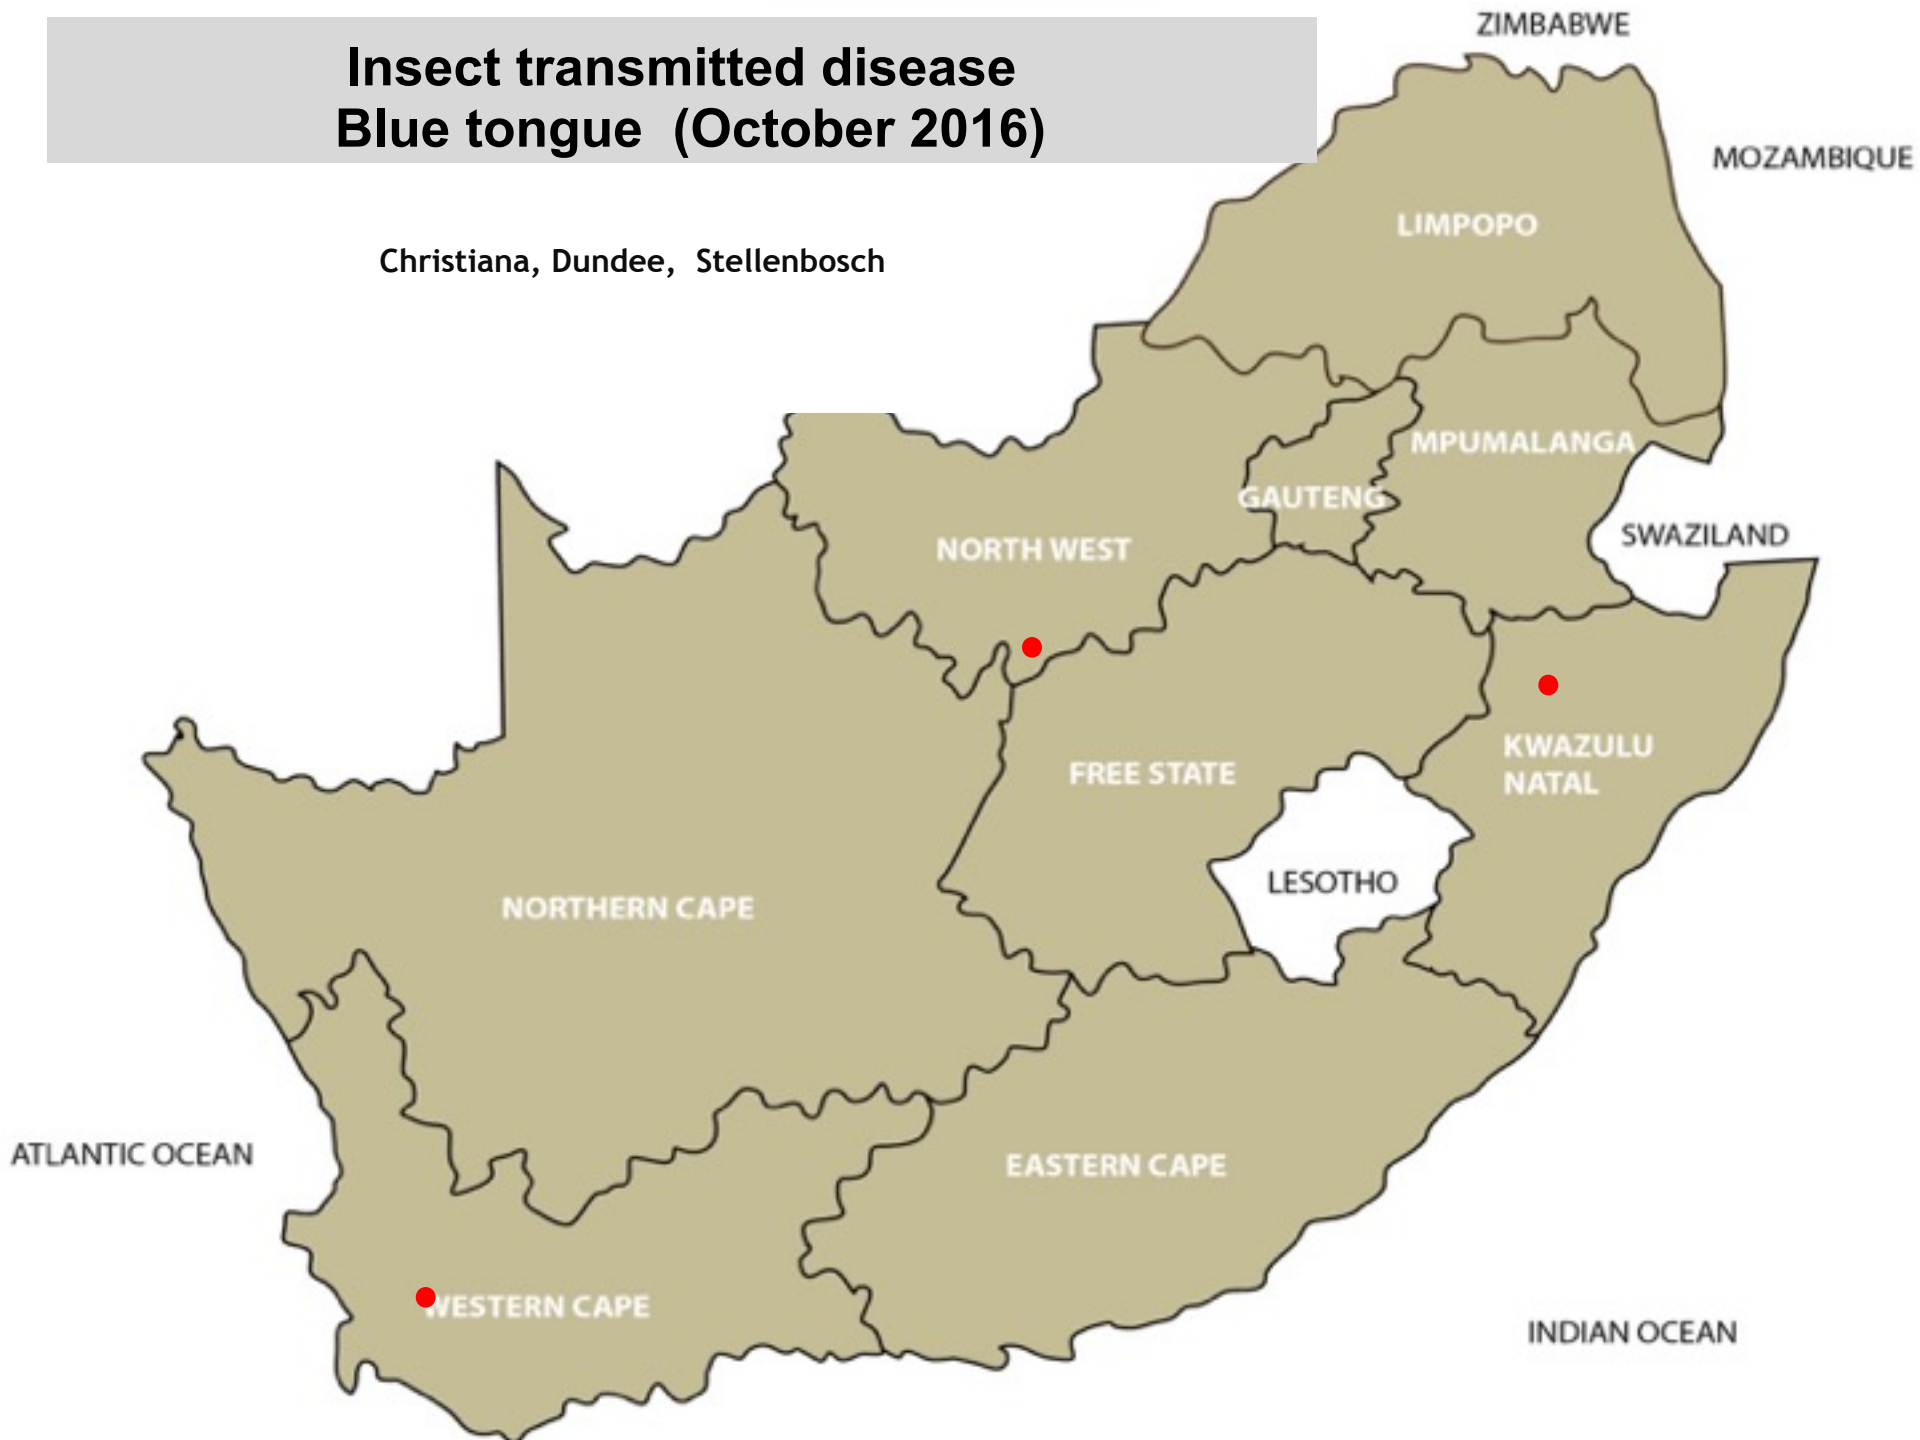 Insect transmitted disease
Blue tongue (October 2016)
Christiana, Dundee, Stellenbosch
ZIMBABWE
MOZAMBIQUE
LIMPOPO
MPUMALANGA
GAUTENG
SWAZILAND
NORTH WEST
KWAZULU
NATAL
FREE STATE
LESOTHO
NORTHERN CAPE
ATLANTIC OCEAN
EASTERN CAPE
WESTERN CAPE
INDIAN OCEAN